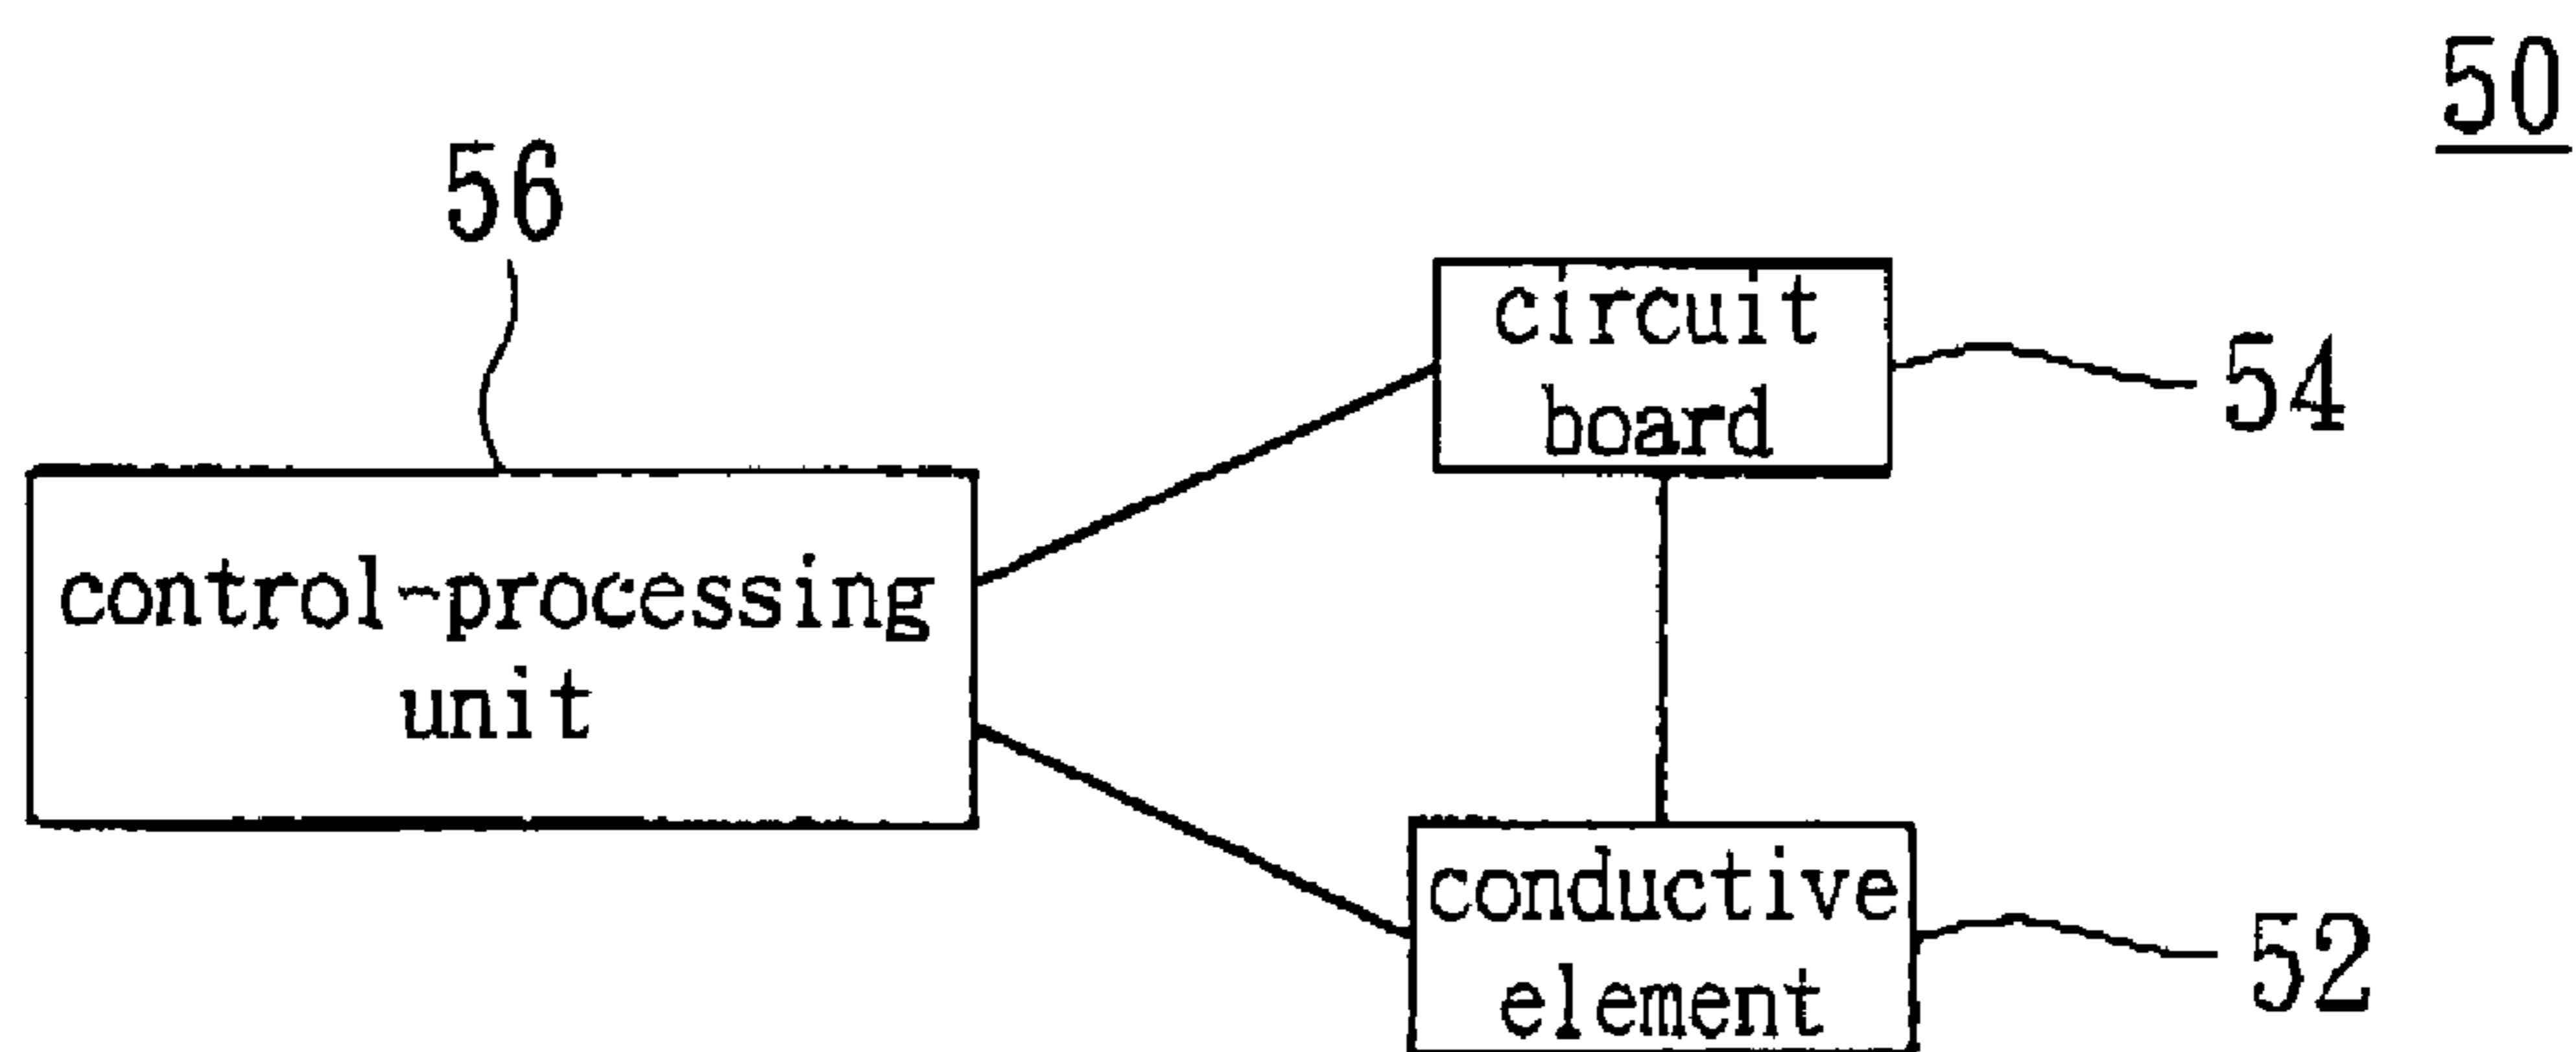 50
56
circuit
board
54
control-processing
unit
conductive
element
52